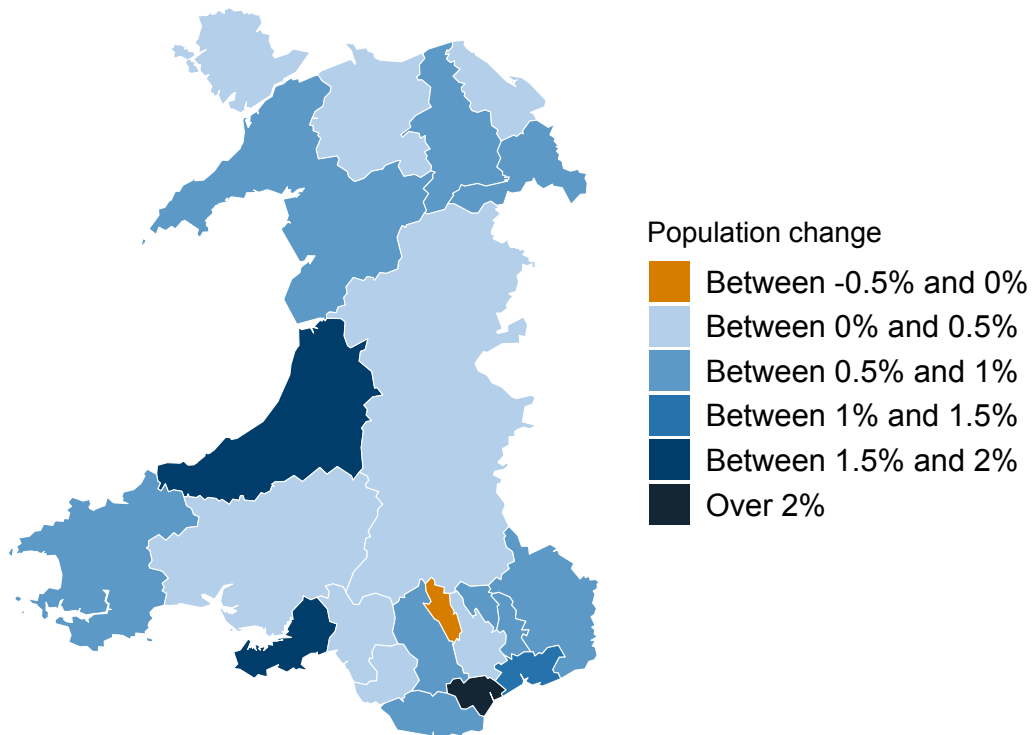 Population change
Between -0.5% and 0%
Between 0% and 0.5%
Between 0.5% and 1%
Between 1% and 1.5%
Between 1.5% and 2%
Over 2%